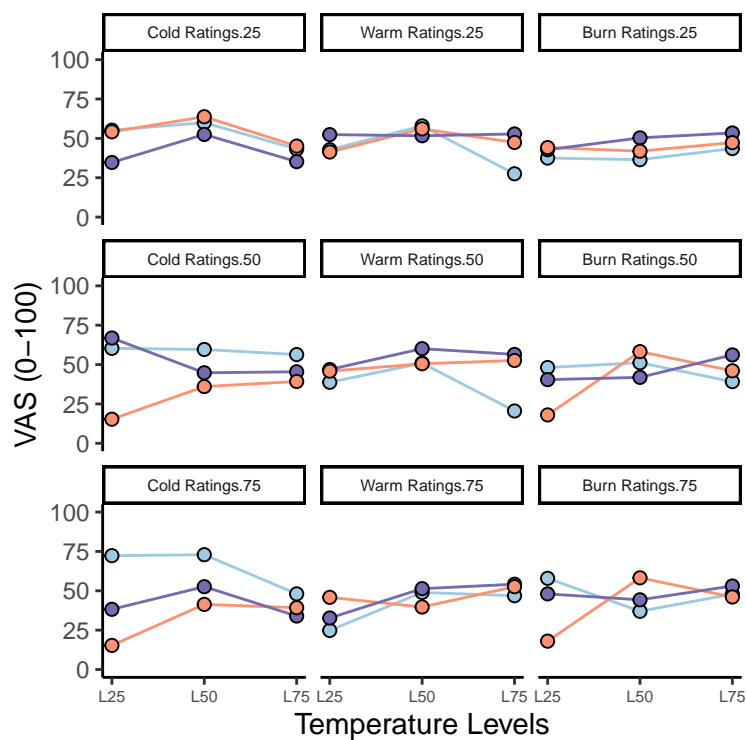 Cold Ratings.25 Warm Ratings.25 Burn Ratings.25
100
75
50
25
0
Cold Ratings.50 Warm Ratings.50 Burn Ratings.50
100
75
50
25
0
Cold Ratings.75 Warm Ratings.75 Burn Ratings.75
100
75
50
25
0
VAS (0−100)
L25 L50 L75 L25 L50 L75 L25 L50 L75
Temperature Levels